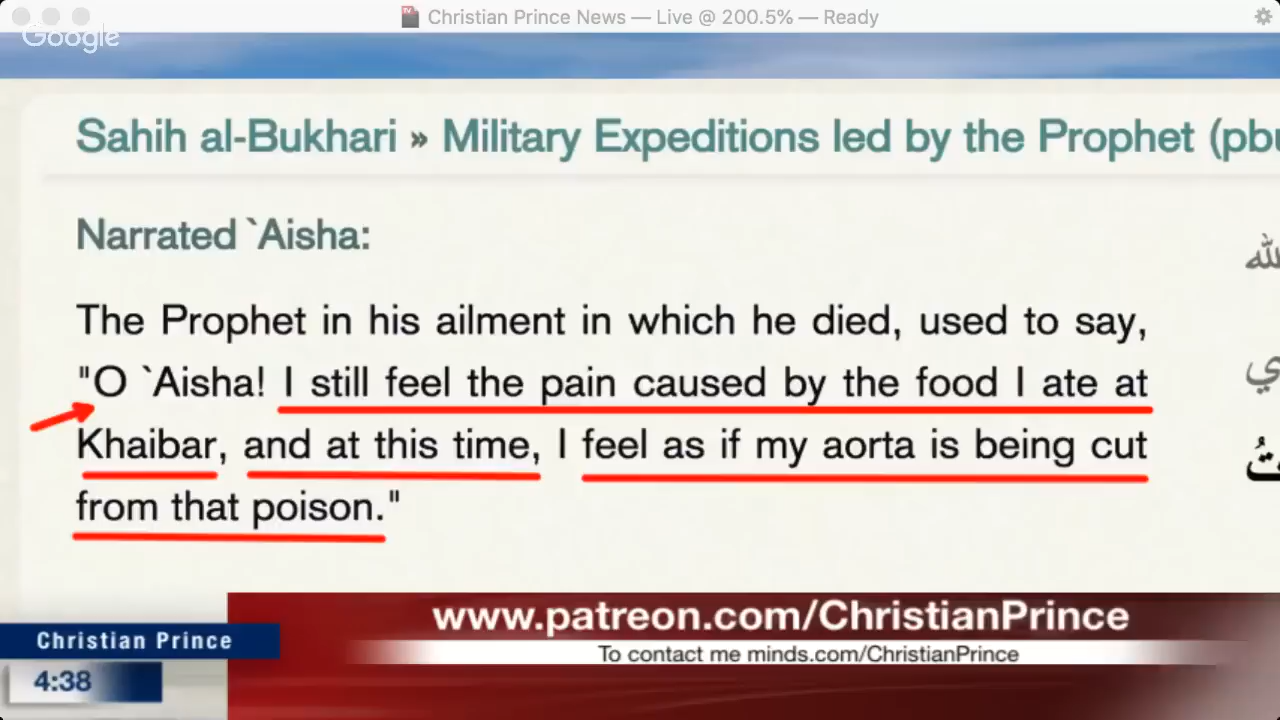 Christian Prince News — Live @ 200.5% — Ready
Google
Sahih al-Bukhari » Military Expeditions led by the Prophet (pbu
Narrated `Aisha:
The Prophet in his ailment in which he died, used to say,
"O `Aisha! I still feel the pain caused by the food I ate at
Khaibar, and at this time, I feel as if my aorta is being cut
from that poison."
www.patreon.com/ChristianPrince
Christian Prince
To contact me minds.com/ChristianPrince
4:38